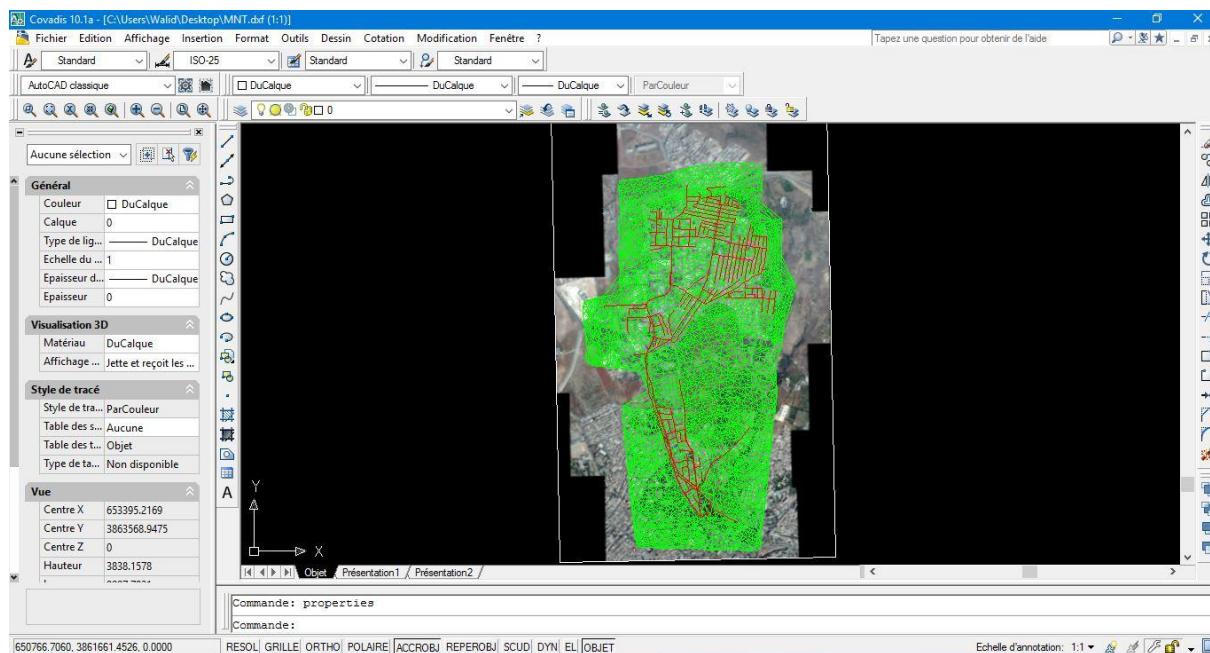 Covadis 10.1a - [C:\Users\Walid\Desktop\MNT.dxf (1:1)]
Fichier Edition Affichage Insertion Format Outils Dessin Cotation Modification Fenêtre ?
Tapez une question pour obtenir de l'aide
Standard ISO-25 Standard Standard
AutoCAD classique DuCalque DuCalque DuCalque ParCouleur
0
Aucune sélection
Général
Couleur DuCalque
Calque 0
Type de lig... DuCalque
Echelle du ... 1
Epaisseur d... DuCalque
Epaisseur 0
Visualisation 3D
Matériau DuCalque
Affichage ... Jette et reçoit les ...
Style de tracé
Style de tra... ParCouleur
Table des s... Aucune
Table des t... Objet
Type de ta... Non disponible
Vue
Centre X 653395.2169
Centre Y 3863568.9475
Centre Z 0
Hauteur 3838.1578
Y
X
Objet Présentation1 Présentation2
Commande: properties
Commande:
650766.7060, 3861661.4526, 0.0000 RESOL GRILLE ORTHO POLAIRE ACCROBJ REPEROBJ SCUD DYN EL OBJET Echelle d'annotation: 1:1